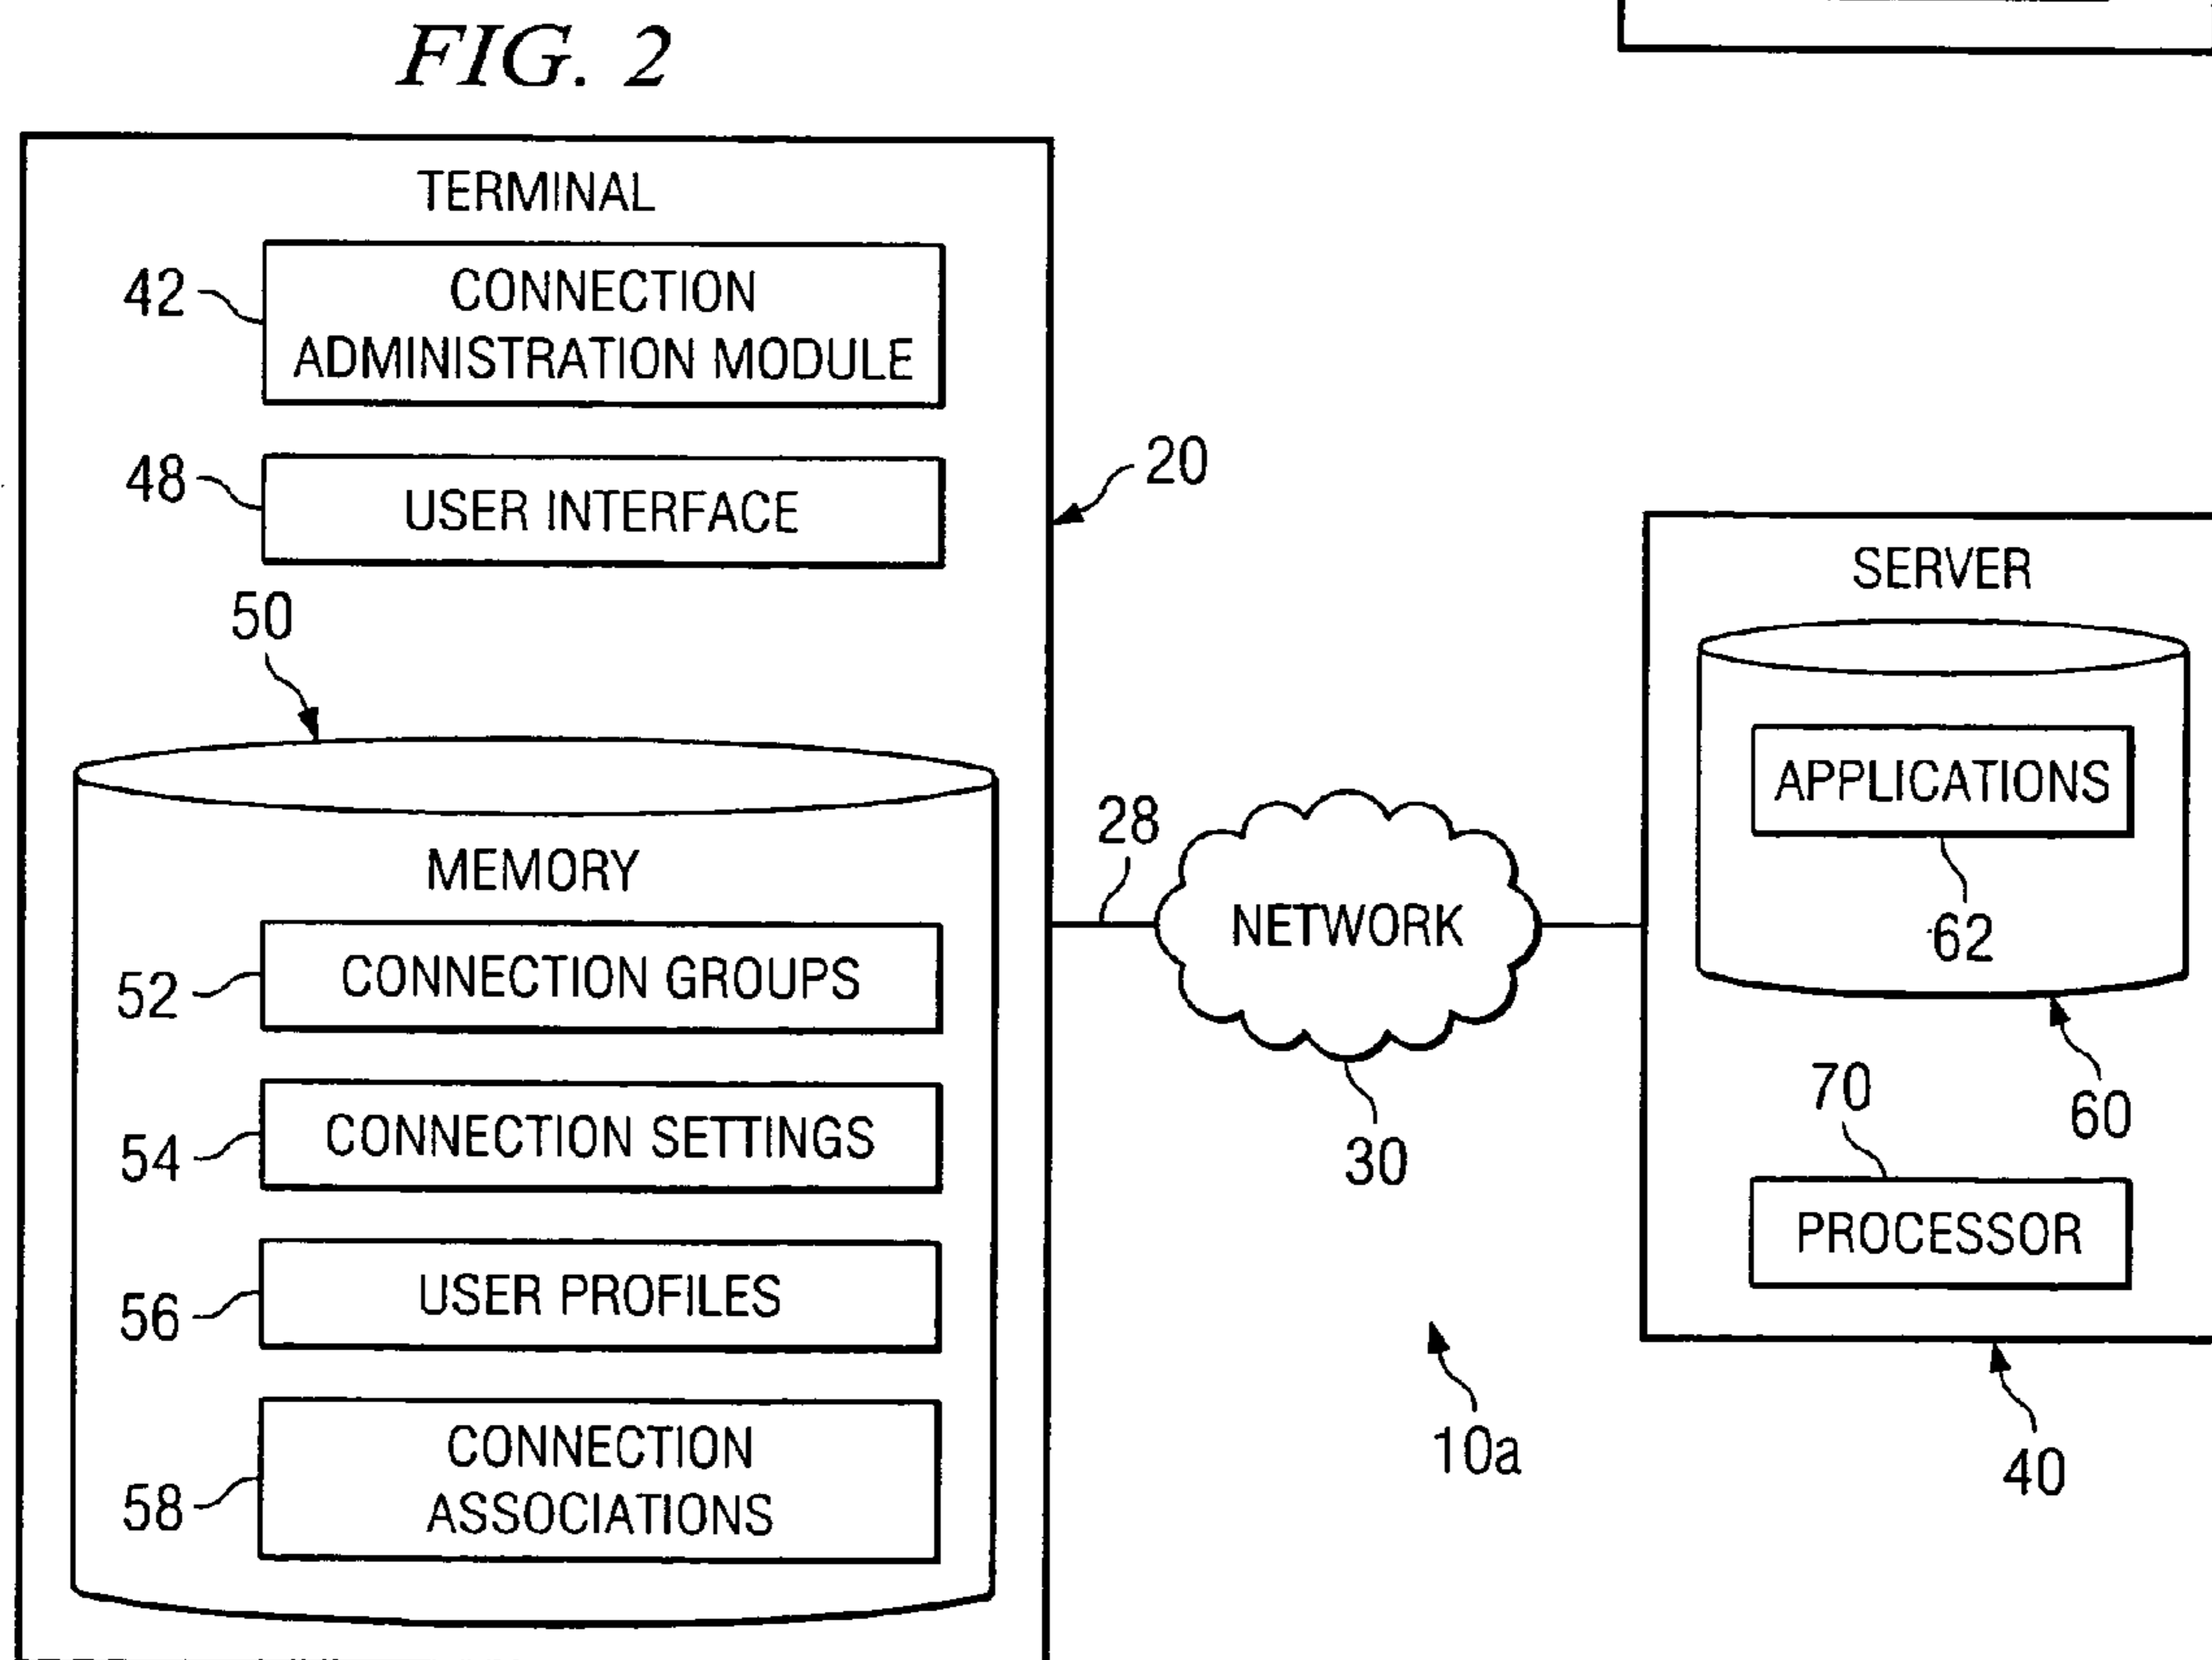 FIG. 2
TERMINAL
42
CONNECTION
ADMINISTRATION MODULE
48
USER INTERFACE
20
50
MEMORY
52
CONNECTION GROUPS
54
CONNECTION SETTINGS
56
USER PROFILES
58
CONNECTION
ASSOCIATIONS
28
NETWORK
30
10a
SERVER
APPLICATIONS
62
60
70
PROCESSOR
40